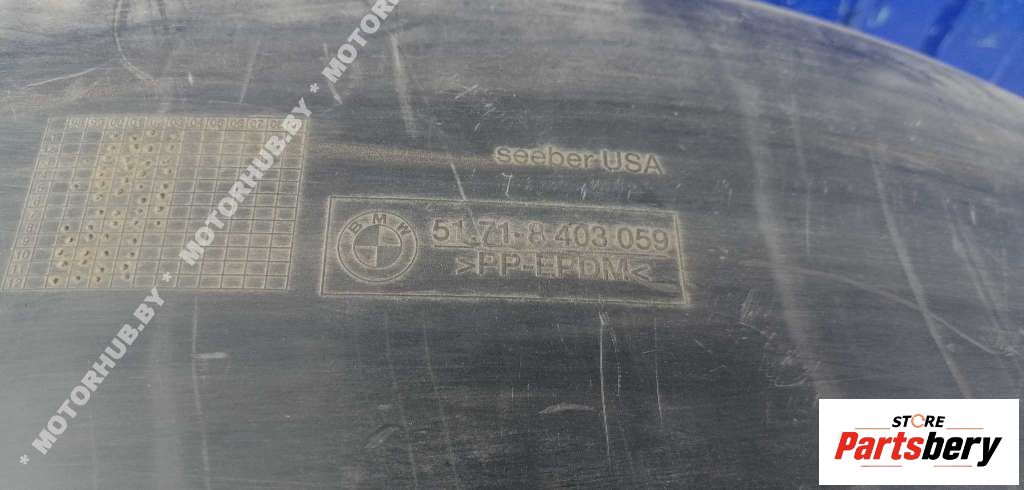 * MOTORHUB.BY * MOTORHUB.BY * MOTORHUB.BY *
seeber USA
BMW
51.71-8 403 059
>PP-EPDM<
STORE
Partsbery